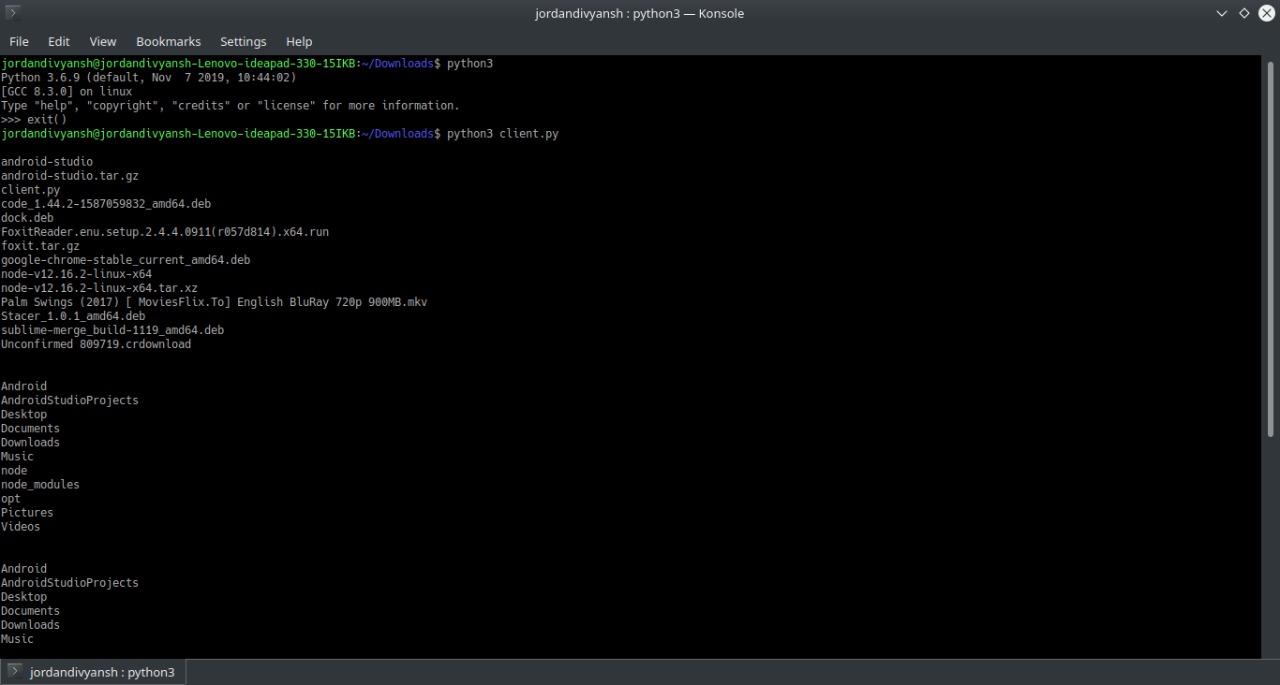 jordandivyansh : python3 — Konsole
File Edit View Bookmarks Settings Help
jordandivyansh@jordandivyansh-Lenovo-ideapad-330-15IKB:~/Downloads$ python3
Python 3.6.9 (default, Nov  7 2019, 10:44:02)
[GCC 8.3.0] on linux
Type "help", "copyright", "credits" or "license" for more information.
>>> exit()
jordandivyansh@jordandivyansh-Lenovo-ideapad-330-15IKB:~/Downloads$ python3 client.py
android-studio
android-studio.tar.gz
client.py
code_1.44.2-1587059832_amd64.deb
dock.deb
FoxitReader.enu.setup.2.4.4.0911(r057d814).x64.run
foxit.tar.gz
google-chrome-stable_current_amd64.deb
node-v12.16.2-linux-x64
node-v12.16.2-linux-x64.tar.xz
Palm Swings (2017) [ MoviesFlix.To] English BluRay 720p 900MB.mkv
Stacer_1.0.1_amd64.deb
sublime-merge_build-1119_amd64.deb
Unconfirmed 809719.crdownload
Android
AndroidStudioProjects
Desktop
Documents
Downloads
Music
node
node_modules
opt
Pictures
Videos
Android
AndroidStudioProjects
Desktop
Documents
Downloads
Music
jordandivyansh : python3